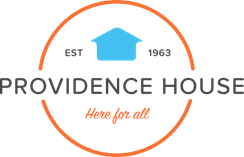 EST 1963
PROVIDENCE HOUSE
Here for all